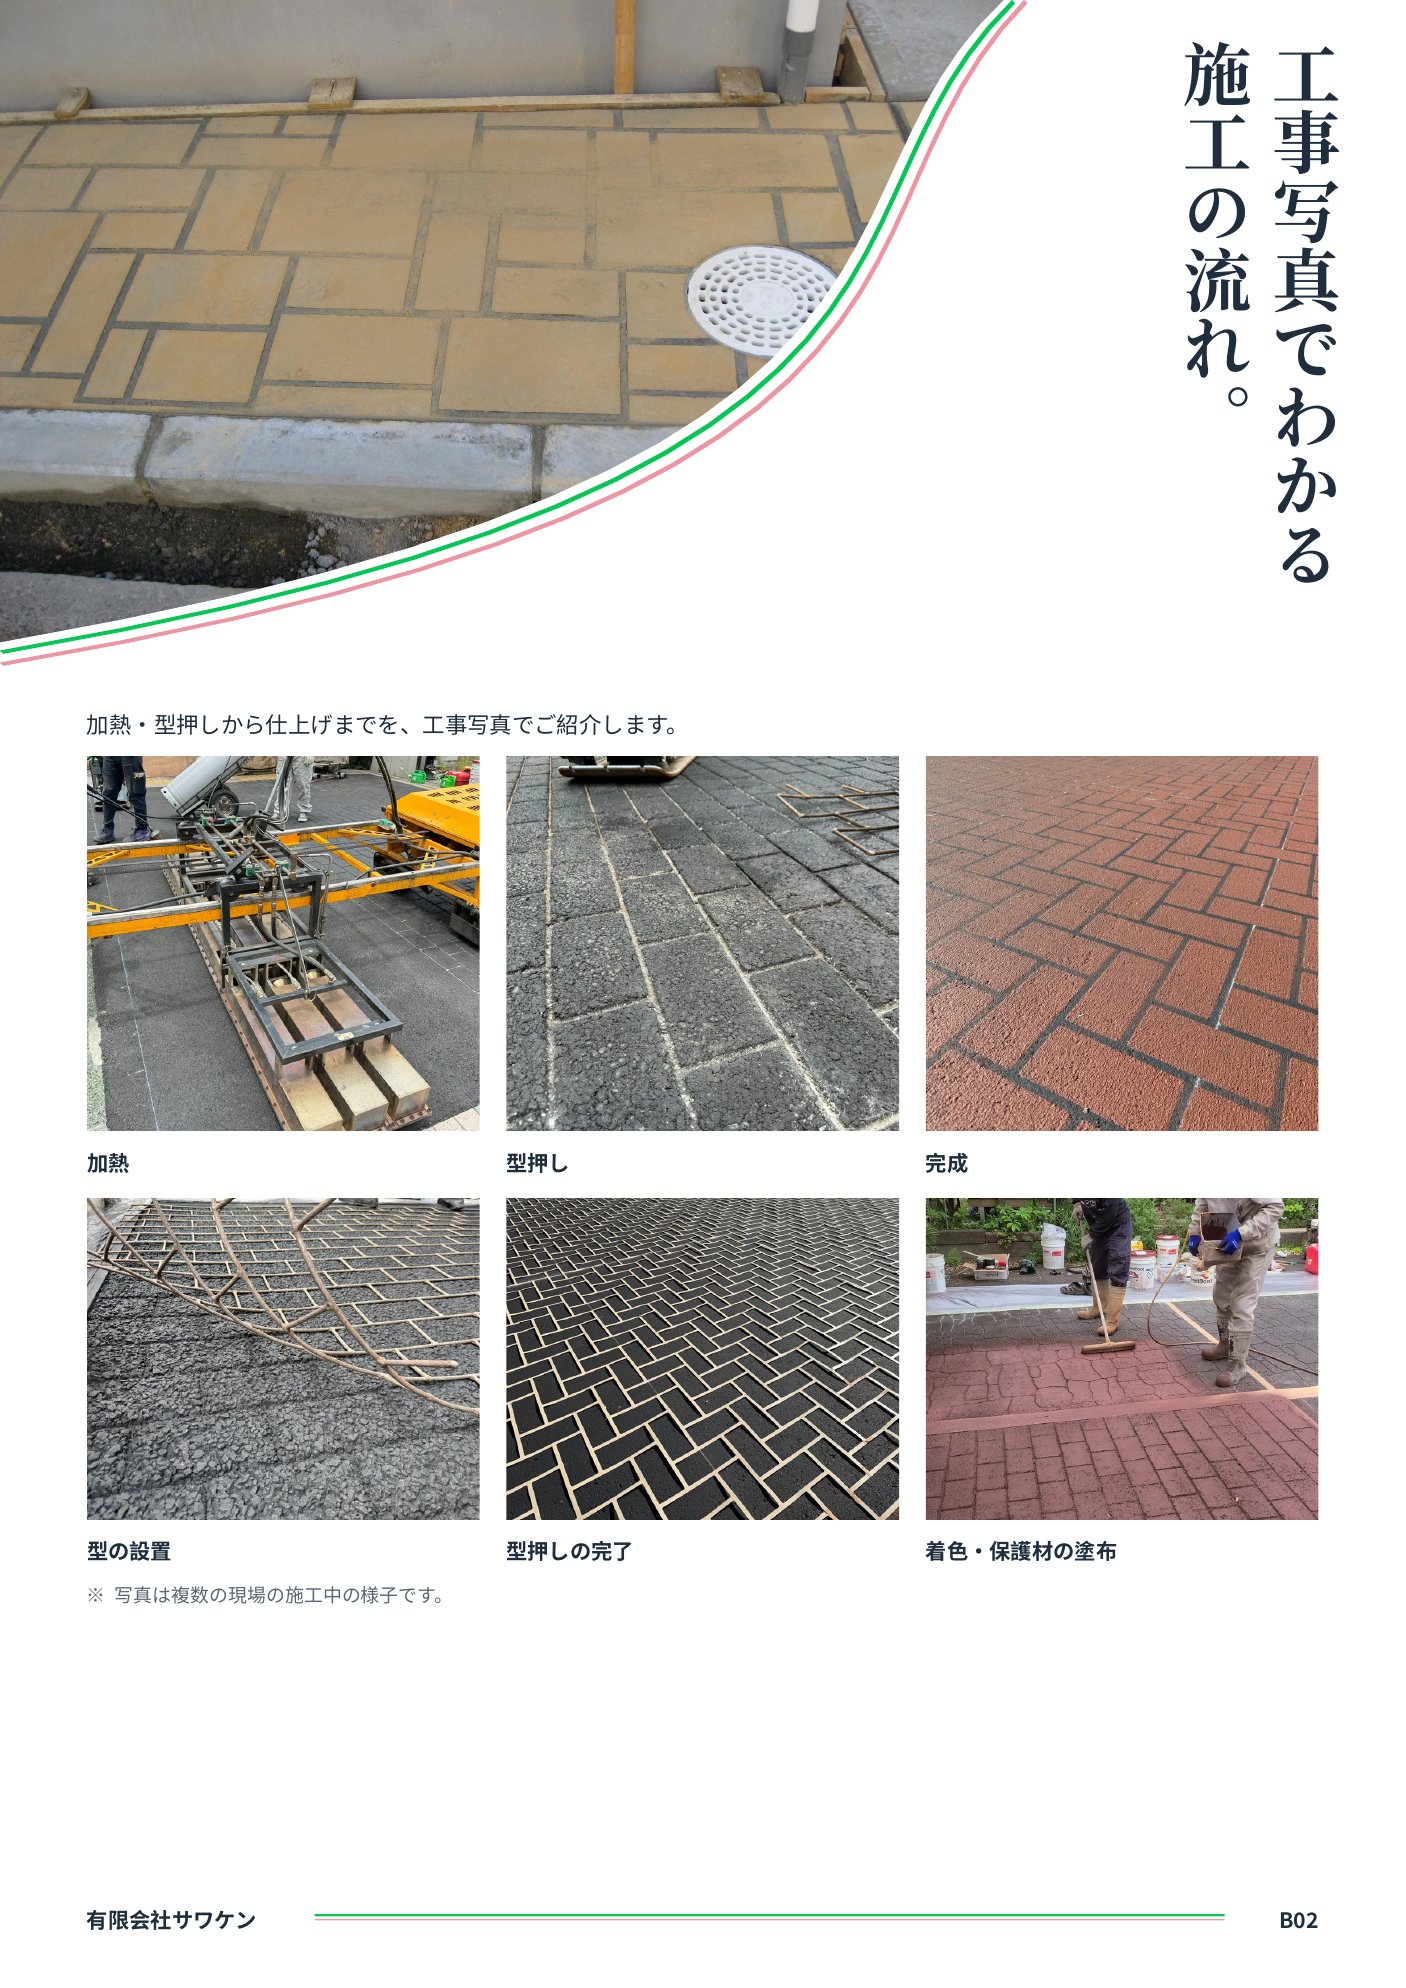 工事写真でわかる
施工の流れ。
加熱・型押しから仕上げまでを、工事写真でご紹介します。
加熱
型押し
完成
型の設置
型押しの完了
着色・保護材の塗布
※ 写真は複数の現場の施工中の様子です。
有限会社サワケン
B02